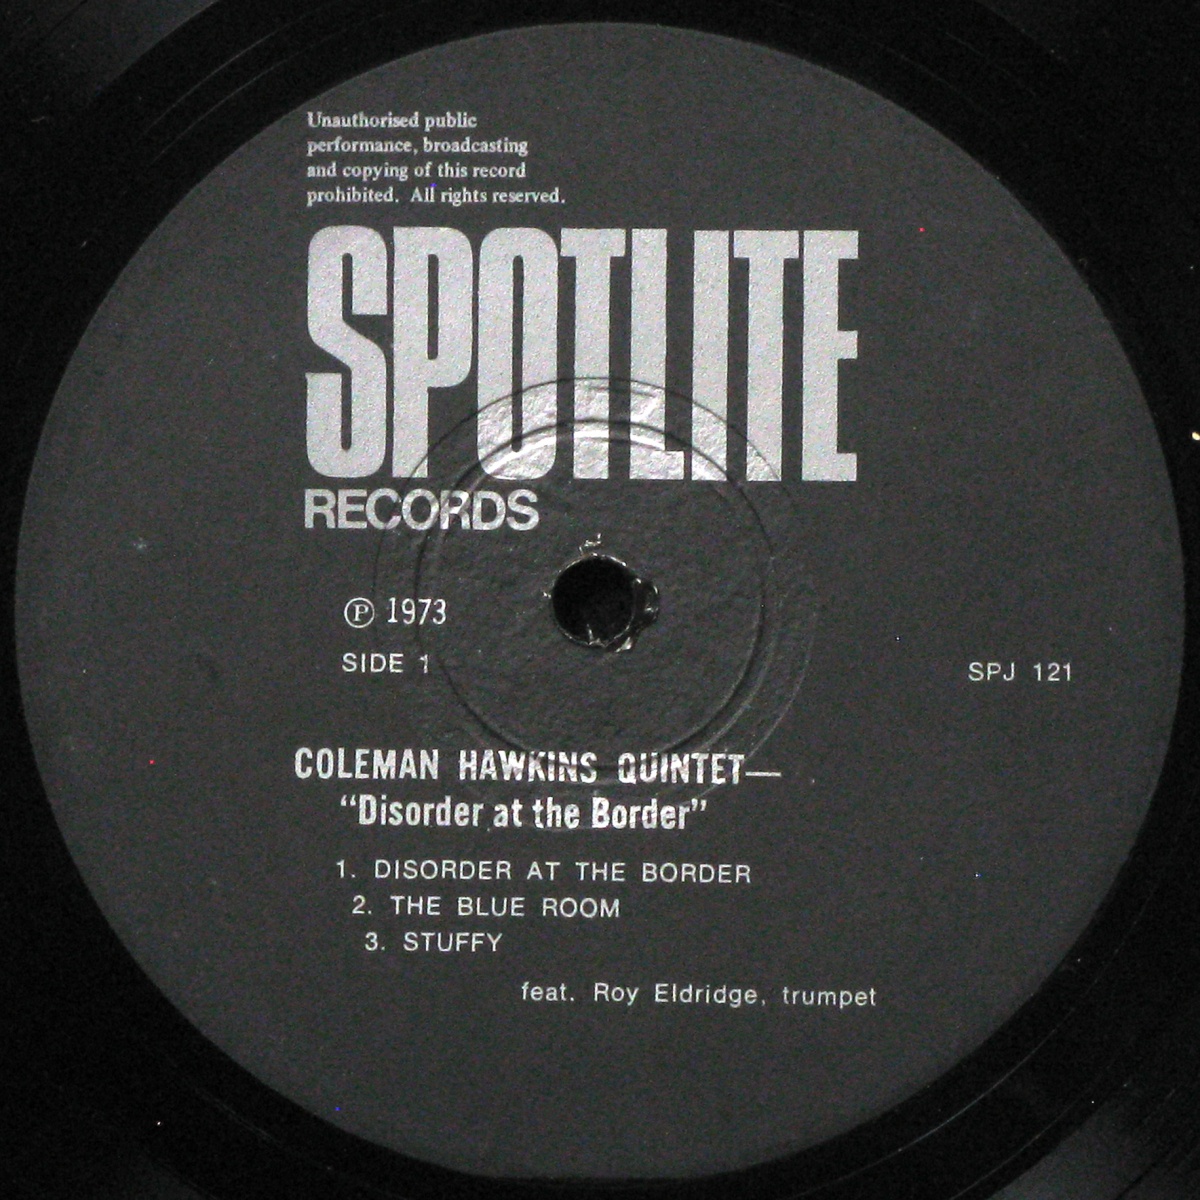 Unauthorised public
performance, broadcasting
and copying of this record
prohibited. All rights reserved.
SPOTLITE
RECORDS
℗ 1973
SIDE 1
SPJ 121
COLEMAN HAWKINS QUINTET—
“Disorder at the Border”
1. DISORDER AT THE BORDER
2. THE BLUE ROOM
3. STUFFY
feat. Roy Eldridge, trumpet